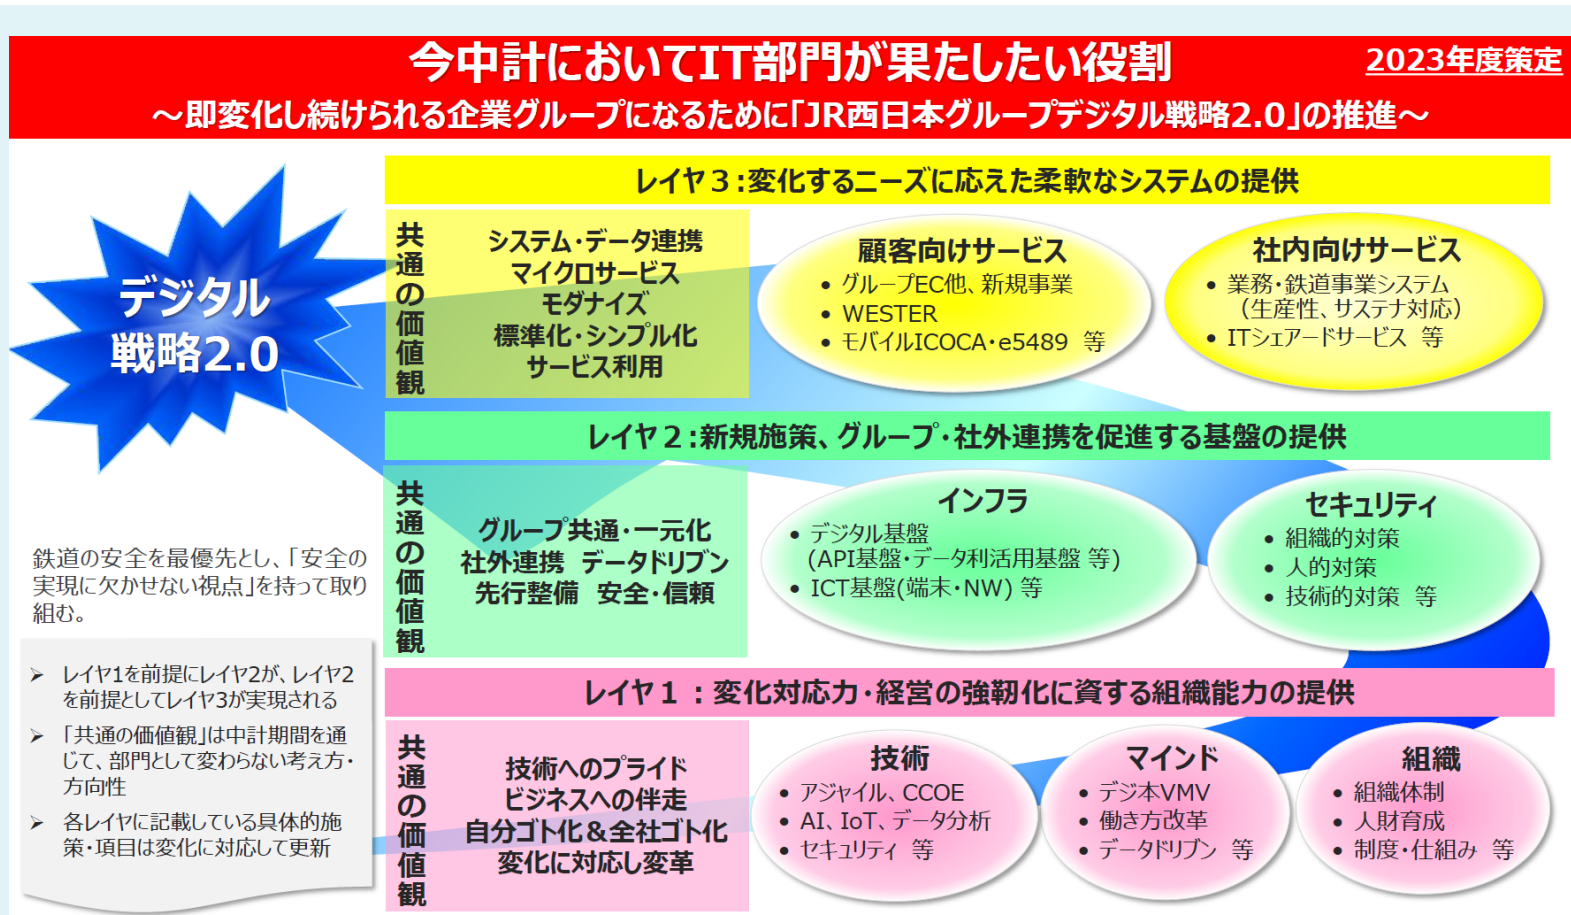 今中計においてIT部門が果たしたい役割
2023年度策定
～即変化し続けられる企業グループになるために「JR西日本グループデジタル戦略2.0」の推進～
デジタル
戦略2.0
鉄道の安全を最優先とし、「安全の
実現に欠かせない視点」を持って取り
組む。
➢ レイヤ1を前提にレイヤ2が、レイヤ2
を前提としてレイヤ3が実現される
➢ 「共通の価値観」は中計期間を通
じて、部門として変わらない考え方・
方向性
➢ 各レイヤに記載している具体的施
策・項目は変化に対応して更新
レイヤ３：変化するニーズに応えた柔軟なシステムの提供
共通の価値観
システム・データ連携
マイクロサービス
モダナイズ
標準化・シンプル化
サービス利用
顧客向けサービス
• グループEC他、新規事業
• WESTER
• モバイルICOCA・e5489 等
社内向けサービス
• 業務・鉄道事業システム
（生産性、サステナ対応）
• ITシェアードサービス 等
レイヤ２：新規施策、グループ・社外連携を促進する基盤の提供
共通の価値観
グループ共通・一元化
社外連携 データドリブン
先行整備 安全・信頼
インフラ
• デジタル基盤
(API基盤・データ利活用基盤 等)
• ICT基盤(端末・NW) 等
セキュリティ
• 組織的対策
• 人的対策
• 技術的対策 等
レイヤ１：変化対応力・経営の強靭化に資する組織能力の提供
共通の価値観
技術へのプライド
ビジネスへの伴走
自分ゴト化＆全社ゴト化
変化に対応し変革
技術
• アジャイル、CCOE
• AI、IoT、データ分析
• セキュリティ 等
マインド
• デジ本VMV
• 働き方改革
• データドリブン 等
組織
• 組織体制
• 人財育成
• 制度・仕組み 等